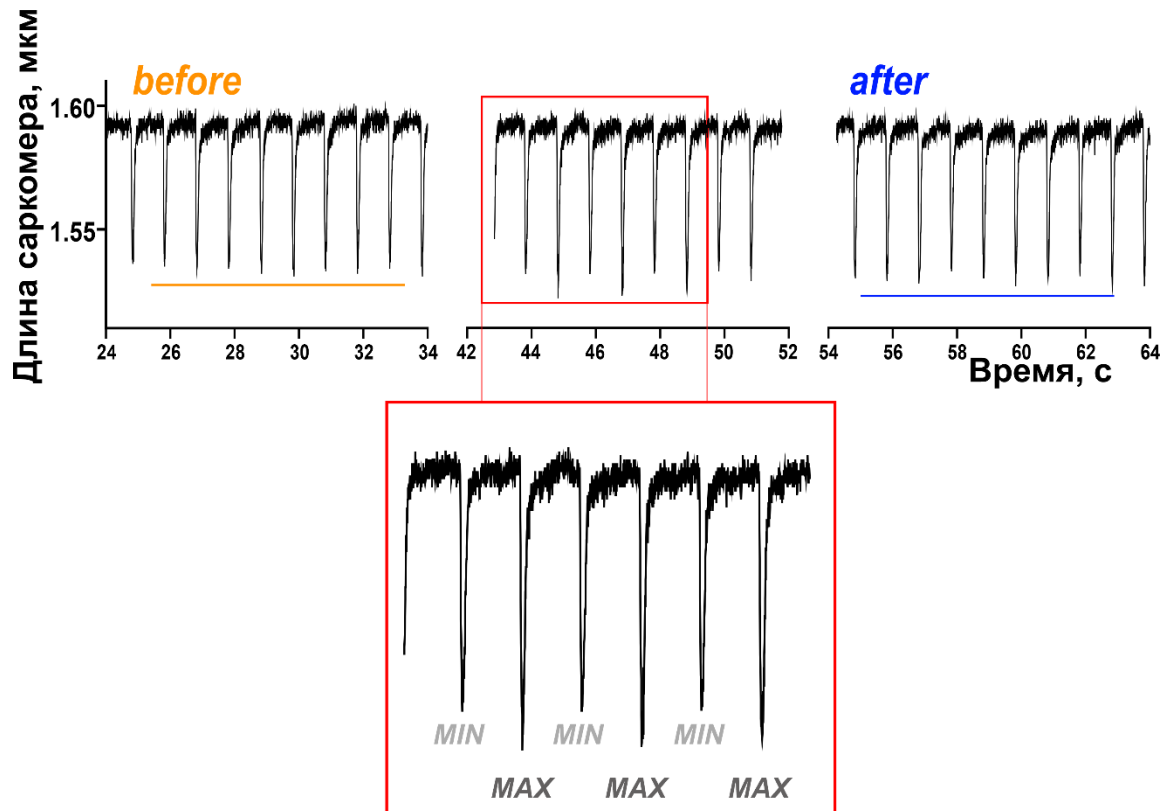 Длина саркомера, мкм
before
after
1.60
1.55
24 26 28 30 32 34
42 44 46 48 50 52
54 56 58 60 62 64
Время, с
MIN MIN MIN
MAX MAX MAX